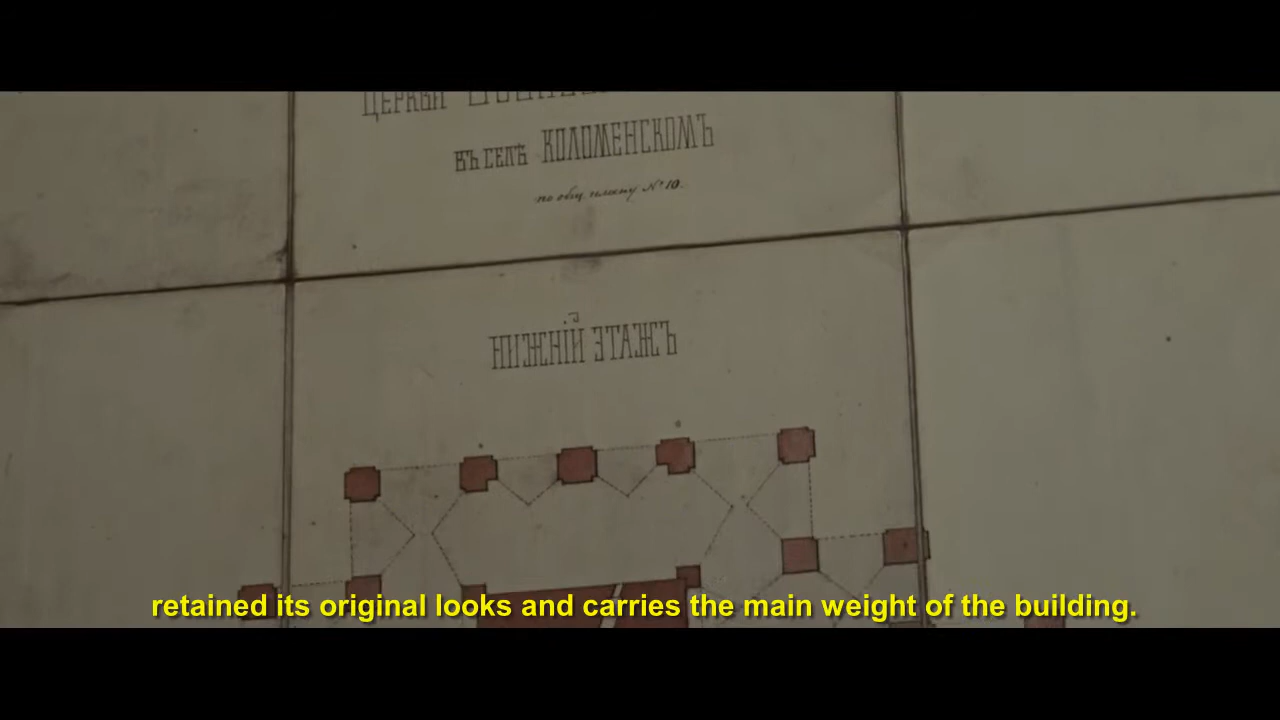 ЦЕРКВИ
ВЪ СЕЛѢ КОЛОМЕНСКОМЪ
по общ. плану № 10.
НИЖНІЙ ЭТАЖЪ
retained its original looks and carries the main weight of the building.